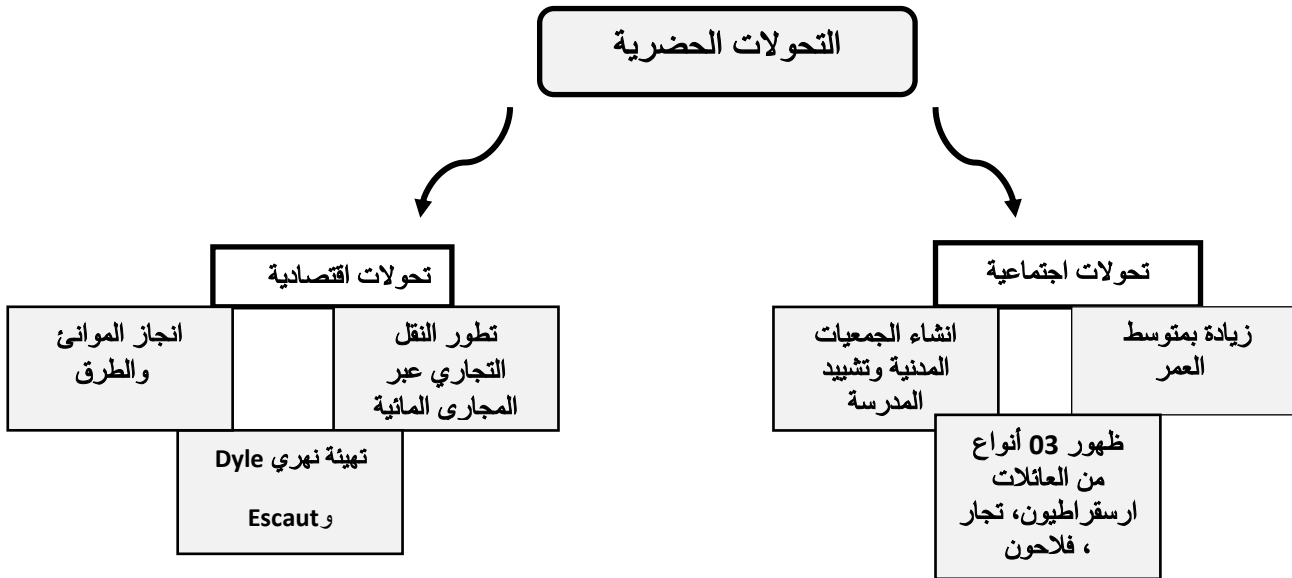 التحولات الحضرية
تحولات اجتماعية
زيادة بمتوسط
العمر
انشاء الجمعيات
المدنية وتشييد
المدرسة
ظهور 03 أنواع
من العائلات
ارسقراطيون، تجار
، فلاحون
تحولات اقتصادية
تطور النقل
التجاري عبر
المجارى المائية
انجاز الموانئ
والطرق
تهيئة نهري Dyle
وEscaut